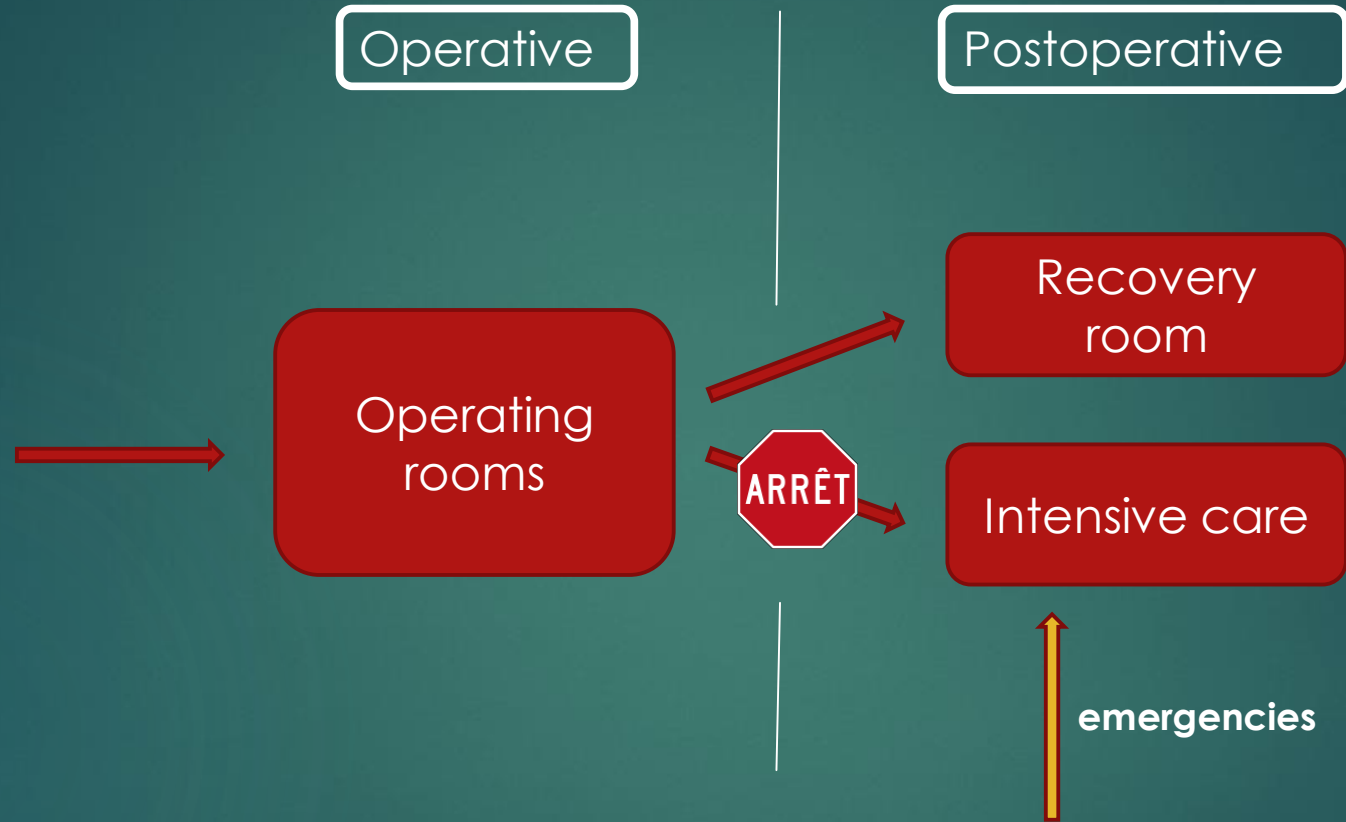 Operative
Postoperative
Recovery
room
Operating
rooms
ARRÊT
Intensive care
emergencies